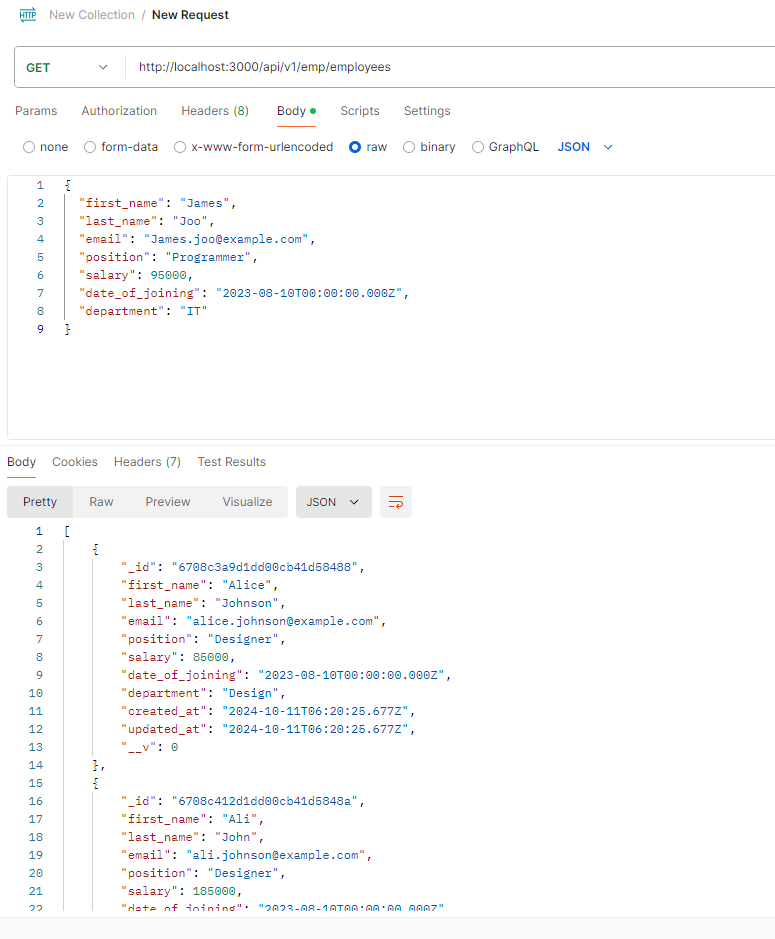 HTTP New Collection / New Request
GET http://localhost:3000/api/v1/emp/employees
Params Authorization Headers (8) Body Scripts Settings
none form-data x-www-form-urlencoded raw binary GraphQL JSON
1 {
2 "first_name": "James",
3 "last_name": "Joo",
4 "email": "James.joo@example.com",
5 "position": "Programmer",
6 "salary": 95000,
7 "date_of_joining": "2023-08-10T00:00:00.000Z",
8 "department": "IT"
9 }
Body Cookies Headers (7) Test Results
Pretty Raw Preview Visualize JSON
1 [
2 {
3 "_id": "6708c3a9d1dd00cb41d58488",
4 "first_name": "Alice",
5 "last_name": "Johnson",
6 "email": "alice.johnson@example.com",
7 "position": "Designer",
8 "salary": 85000,
9 "date_of_joining": "2023-08-10T00:00:00.000Z",
10 "department": "Design",
11 "created_at": "2024-10-11T06:20:25.677Z",
12 "updated_at": "2024-10-11T06:20:25.677Z",
13 "__v": 0
14 },
15 {
16 "_id": "6708c412d1dd00cb41d5848a",
17 "first_name": "Ali",
18 "last_name": "John",
19 "email": "ali.johnson@example.com",
20 "position": "Designer",
21 "salary": 185000,
22 "date_of_joining": "2023-08-10T00:00:00.000Z"